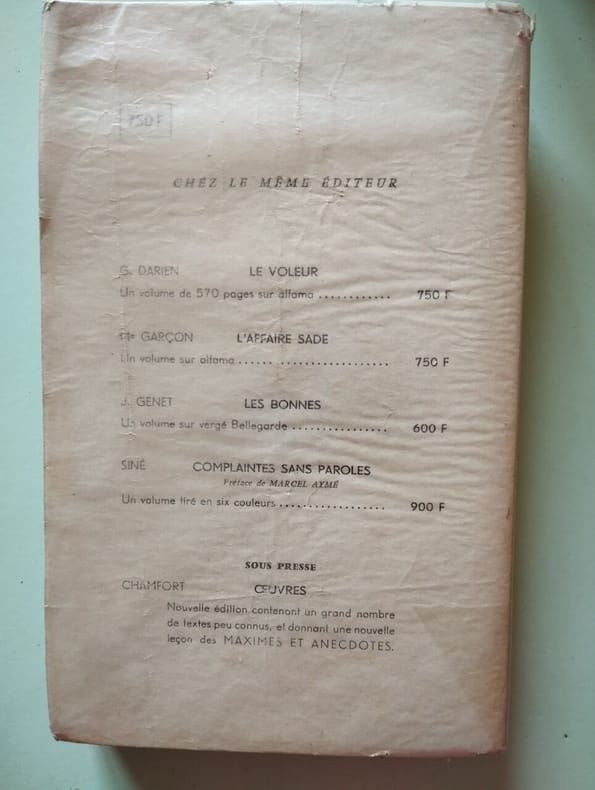 750 F
CHEZ LE MÊME ÉDITEUR
G. DARIEN LE VOLEUR
Un volume de 570 pages sur alfama ............ 750 F
Me GARÇON L'AFFAIRE SADE
Un volume sur alfama ........................ 750 F
J. GENET LES BONNES
Un volume sur vergé Bellegarde ................ 600 F
SINÉ COMPLAINTES SANS PAROLES
Préface de MARCEL AYMÉ
Un volume tiré en six couleurs .................. 900 F
SOUS PRESSE
CHAMFORT ŒUVRES
Nouvelle édition contenant un grand nombre
de textes peu connus, et donnant une nouvelle
leçon des MAXIMES ET ANECDOTES.